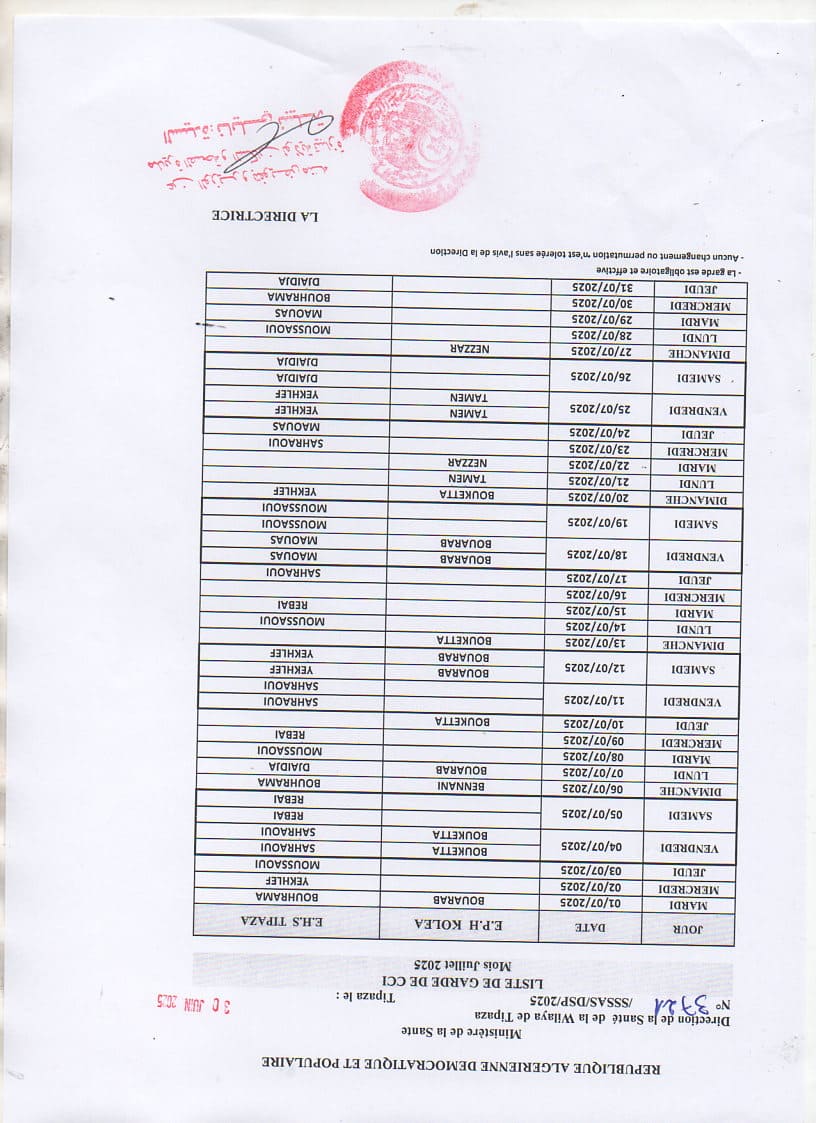 REPUBLIQUE ALGERIENNE DEMOCRATIQUE ET POPULAIRE
Ministère de la Sante
Direction de la Santé de la Wilaya de Tipaza
N° 3721 /SSSAS/DSP/2025 Tipaza le : 30 JUIN 2025
LISTE DE GARDE DE CCI
Mois Juillet 2025
JOUR DATE E.P.H KOLEA E.H.S TIPAZA
MARDI 01/07/2025 BOUARAB BOUHRAMA
MERCREDI 02/07/2025 YEKHLEF
JEUDI 03/07/2025 MOUSSAOUI
VENDREDI 04/07/2025 BOUKETTA SAHRAOUI
BOUKETTA SAHRAOUI
SAMEDI 05/07/2025 REBAI
REBAI
DIMANCHE 06/07/2025 BENNANI BOUHRAMA
LUNDI 07/07/2025 BOUARAB DJAIDJA
MARDI 08/07/2025 MOUSSAOUI
MERCREDI 09/07/2025 REBAI
JEUDI 10/07/2025 BOUKETTA
VENDREDI 11/07/2025 SAHRAOUI
SAHRAOUI
SAMEDI 12/07/2025 BOUARAB YEKHLEF
BOUARAB YEKHLEF
DIMANCHE 13/07/2025 BOUKETTA
LUNDI 14/07/2025 MOUSSAOUI
MARDI 15/07/2025 REBAI
MERCREDI 16/07/2025
JEUDI 17/07/2025 SAHRAOUI
VENDREDI 18/07/2025 BOUARAB MAOUAS
BOUARAB MAOUAS
SAMEDI 19/07/2025 MOUSSAOUI
MOUSSAOUI
DIMANCHE 20/07/2025 BOUKETTA YEKHLEF
LUNDI 21/07/2025 TAMEN
MARDI 22/07/2025 NEZZAR
MERCREDI 23/07/2025 SAHRAOUI
JEUDI 24/07/2025 MAOUAS
VENDREDI 25/07/2025 TAMEN YEKHLEF
TAMEN YEKHLEF
SAMEDI 26/07/2025 DJAIDJA
DJAIDJA
DIMANCHE 27/07/2025 NEZZAR
LUNDI 28/07/2025 MOUSSAOUI
MARDI 29/07/2025 MAOUAS
MERCREDI 30/07/2025 BOUHRAMA
JEUDI 31/07/2025 DJAIDJA
- La garde est obligatoire et effctive
- Aucun changement ou permutation n'est tolerée sans l'avis de la Direction
LA DIRECTRICE
عن الوزير و بتفويض منه
مديرة الصحة و السكان لولاية تيبازة
السيدة: نايلي نبيلة